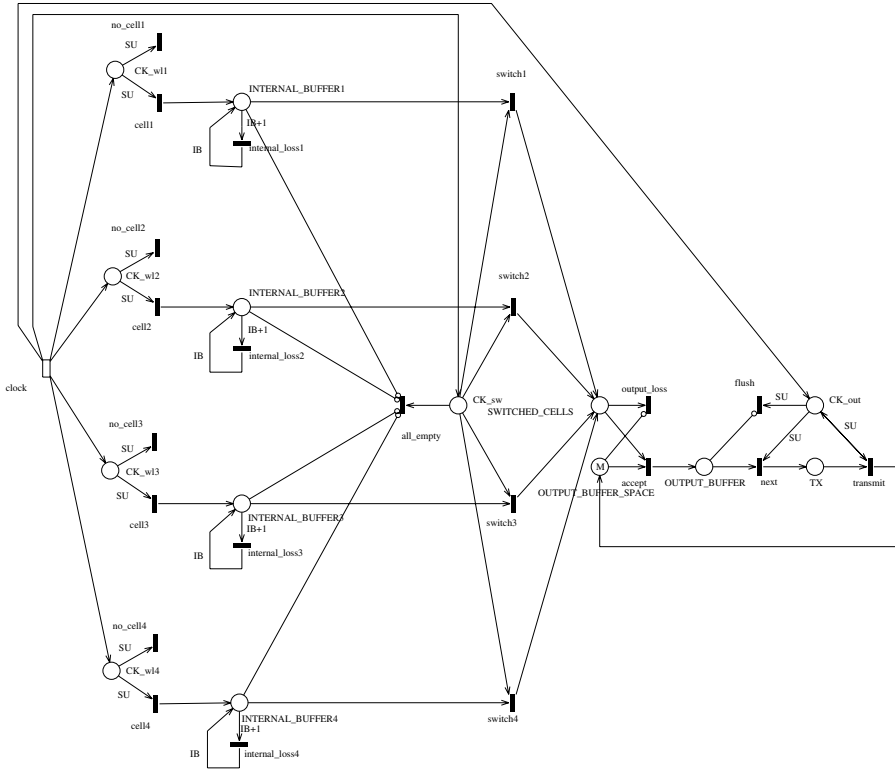 no_cell1
SU
CK_wl1
SU
cell1
INTERNAL_BUFFER1
IB+1
IB
internal_loss1
switch1
no_cell2
SU
CK_wl2
SU
cell2
INTERNAL_BUFFER2
IB+1
IB
internal_loss2
switch2
clock
all_empty
CK_sw
SWITCHED_CELLS
output_loss
flush
SU
CK_out
SU
SU
M
OUTPUT_BUFFER_SPACE
accept
OUTPUT_BUFFER
next
TX
transmit
no_cell3
SU
CK_wl3
SU
cell3
INTERNAL_BUFFER3
IB+1
IB
internal_loss3
switch3
no_cell4
SU
CK_wl4
SU
cell4
INTERNAL_BUFFER4
IB+1
IB
internal_loss4
switch4